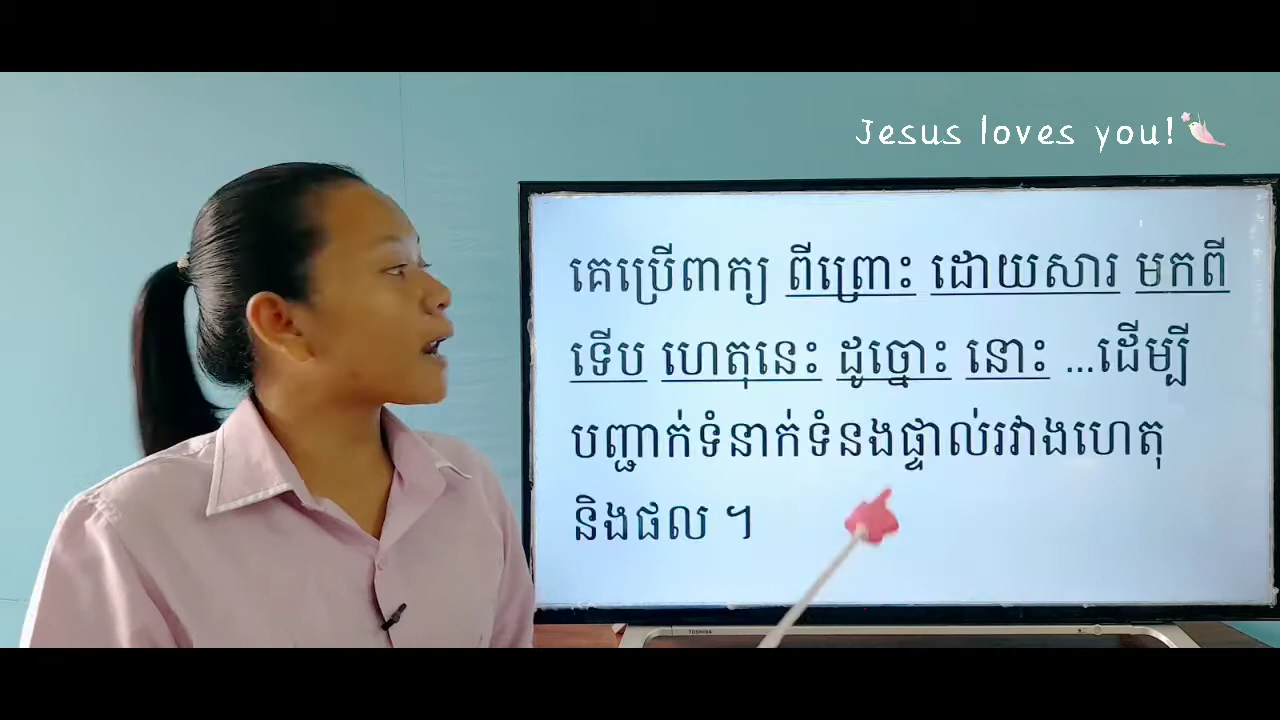 Jesus loves you!
គេប្រើពាក្យ ពីព្រោះ ដោយសារ មកពី
ទើប ហេតុនេះ ដូច្នោះ នោះ ...ដើម្បី
បញ្ជាក់ទំនាក់ទំនងផ្ទាល់រវាងហេតុ
និងផល ។
TOSHIBA